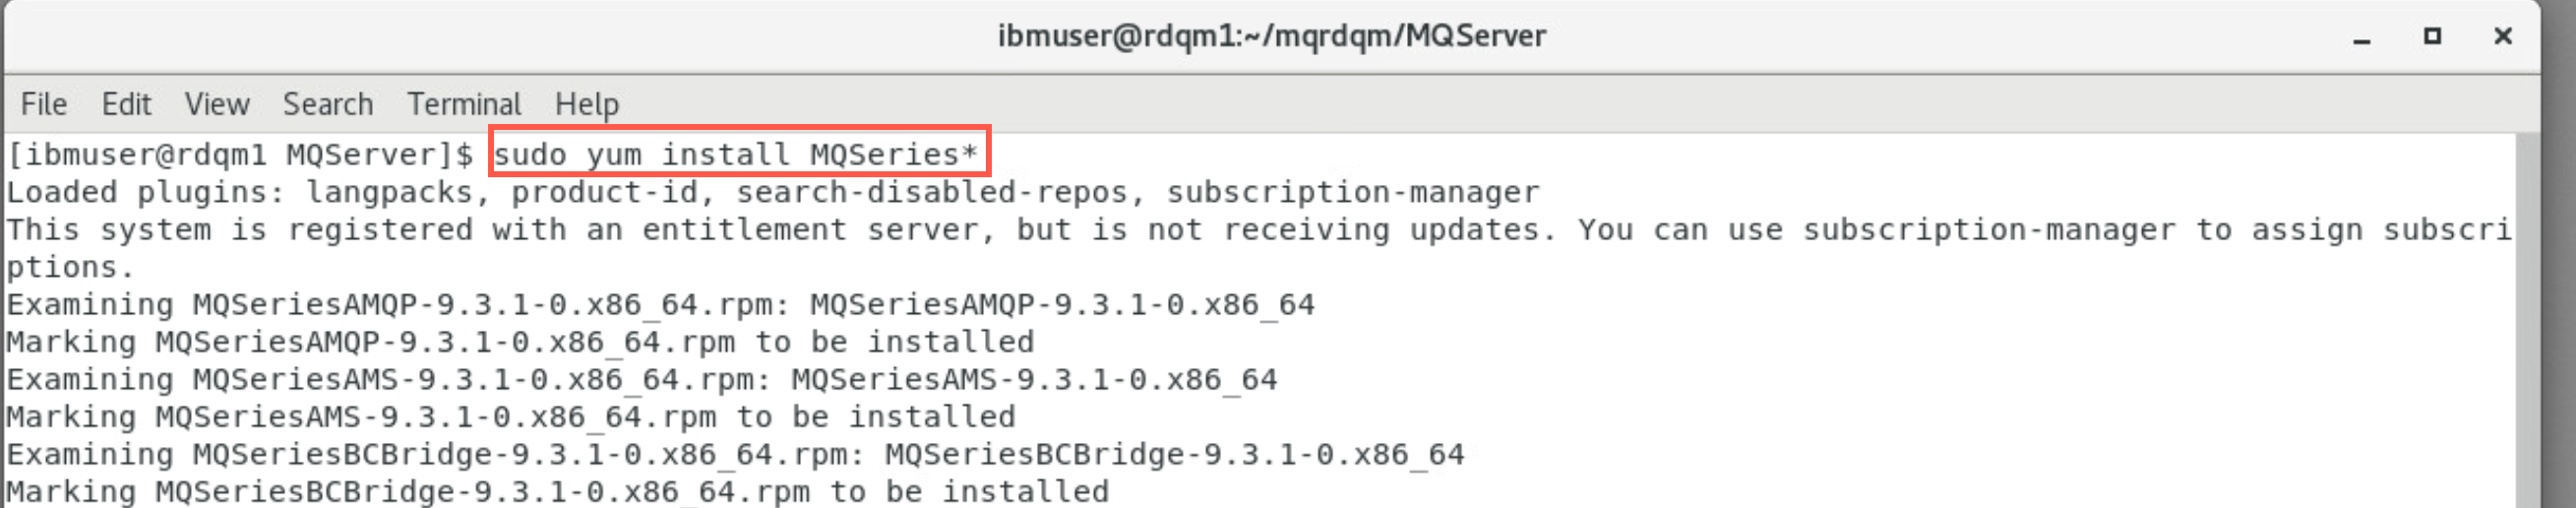 ibmuser@rdqm1:~/mqrdqm/MQServer
File Edit View Search Terminal Help
[ibmuser@rdqm1 MQServer]$ sudo yum install MQSeries*
Loaded plugins: langpacks, product-id, search-disabled-repos, subscription-manager
This system is registered with an entitlement server, but is not receiving updates. You can use subscription-manager to assign subscri
ptions.
Examining MQSeriesAMQP-9.3.1-0.x86_64.rpm: MQSeriesAMQP-9.3.1-0.x86_64
Marking MQSeriesAMQP-9.3.1-0.x86_64.rpm to be installed
Examining MQSeriesAMS-9.3.1-0.x86_64.rpm: MQSeriesAMS-9.3.1-0.x86_64
Marking MQSeriesAMS-9.3.1-0.x86_64.rpm to be installed
Examining MQSeriesBCBridge-9.3.1-0.x86_64.rpm: MQSeriesBCBridge-9.3.1-0.x86_64
Marking MQSeriesBCBridge-9.3.1-0.x86_64.rpm to be installed